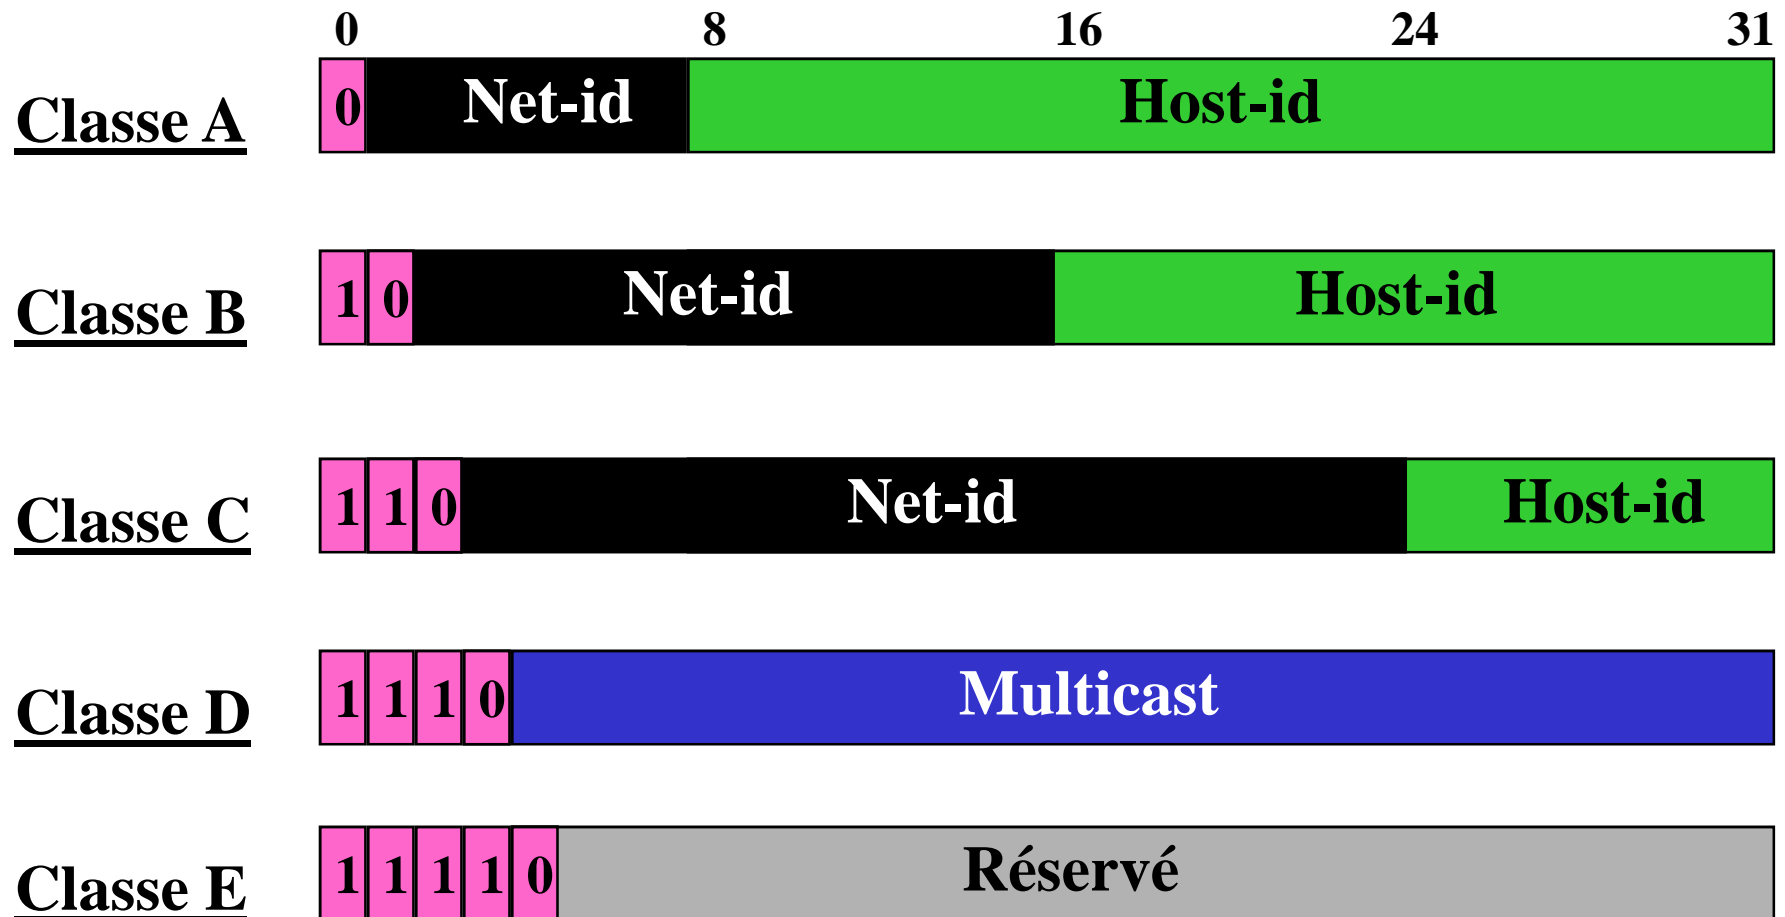 0 8 16 24 31
Classe A 0 Net-id Host-id
Classe B 1 0 Net-id Host-id
Classe C 1 1 0 Net-id Host-id
Classe D 1 1 1 0 Multicast
Classe E 1 1 1 1 0 Réservé